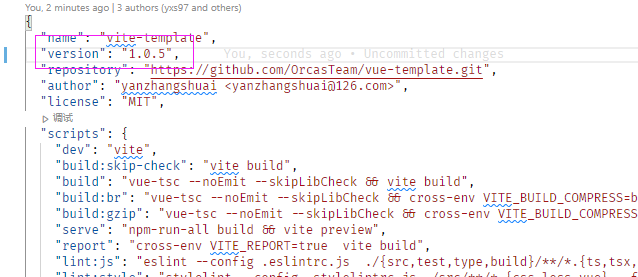 You, 2 minutes ago | 3 authors (yxs97 and others)
{
"name": "vite-template",
"version": "1.0.5", You, seconds ago • Uncommitted changes
"repository": "https://github.com/OrcasTeam/vue-template.git",
"author": "yanzhangshuai <yanzhangshuai@126.com>",
"license": "MIT",
▷ 调试
"scripts": {
"dev": "vite",
"build:skip-check": "vite build",
"build": "vue-tsc --noEmit --skipLibCheck && vite build",
"build:br": "vue-tsc --noEmit --skipLibCheck && cross-env VITE_BUILD_COMPRESS=b
"build:gzip": "vue-tsc --noEmit --skipLibCheck && cross-env VITE_BUILD_COMPRESS
"serve": "npm-run-all build && vite preview",
"report": "cross-env VITE_REPORT=true vite build",
"lint:js": "eslint --config .eslintrc.js ./{src,test,type,build}/**/*.{ts,tsx,